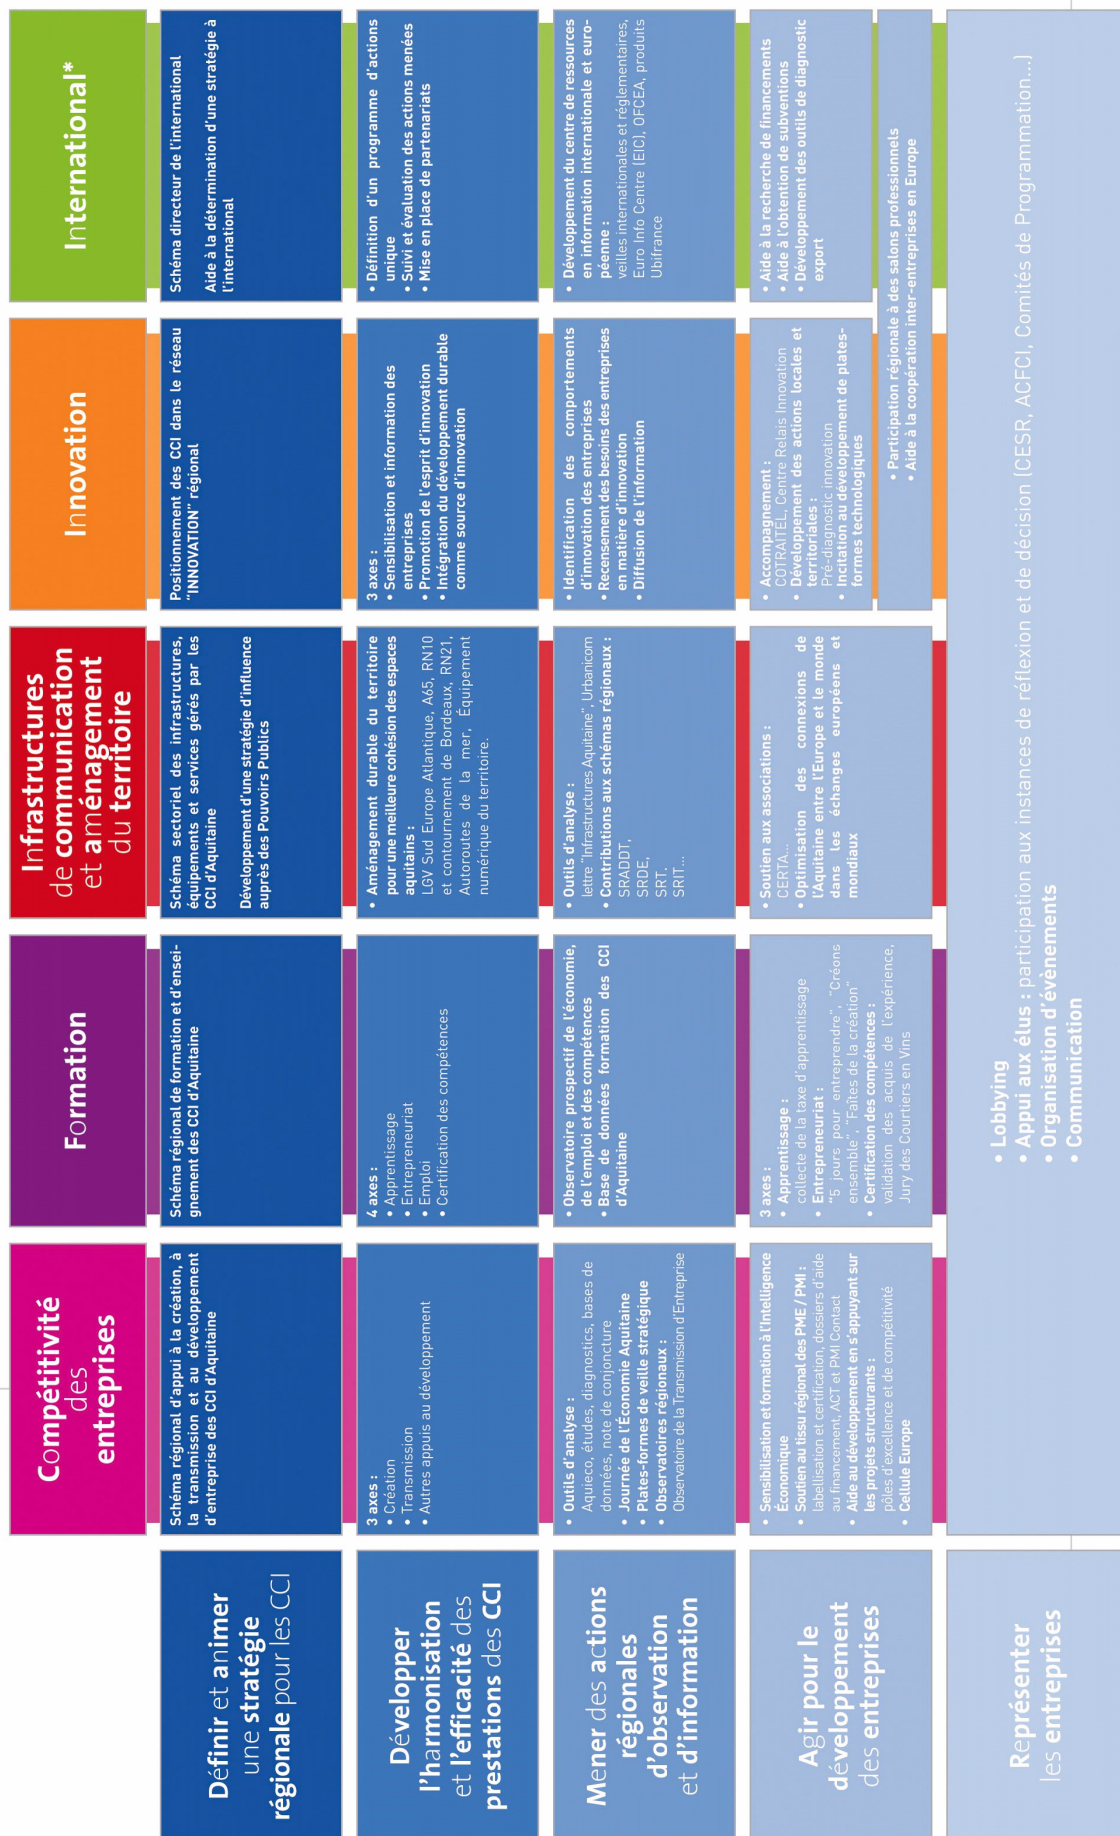 Compétitivité
des
entreprises
Formation
Infrastructures
de communication
et aménagement
du territoire
Innovation
International*
Définir et animer
une stratégie
régionale pour les CCI
Schéma régional d'appui à la création, à
la transmission et au développement
d'entreprise des CCI d'Aquitaine
Schéma régional de formation et d'ensei-
gnement des CCI d'Aquitaine
Schéma sectoriel des infrastructures,
équipements et services gérés par les
CCI d'Aquitaine
Développement d'une stratégie d'influence
auprès des Pouvoirs Publics
Positionnement des CCI dans le réseau
"INNOVATION" régional
Schéma directeur de l'international
Aide à la détermination d'une stratégie à
l'international
Développer
l'harmonisation
et l'efficacité des
prestations des CCI
3 axes :
• Création
• Transmission
• Autres appuis au développement
4 axes :
• Apprentissage
• Entrepreneuriat
• Emploi
• Certification des compétences
• Aménagement durable du territoire
pour une meilleure cohésion des espaces
aquitains :
LGV Sud Europe Atlantique, A65, RN10
et contournement de Bordeaux, RN21,
Autoroutes de la mer, Équipement
numérique du territoire.
3 axes :
• Sensibilisation et information des
entreprises
• Promotion de l'esprit d'innovation
• Intégration du développement durable
comme source d'innovation
• Définition d'un programme d'actions
unique
• Suivi et évaluation des actions menées
• Mise en place de partenariats
Mener des actions
régionales
d'observation
et d'information
• Outils d'analyse :
Aquieco, études, diagnostics, bases de
données, note de conjoncture
• Journée de l'Économie Aquitaine
• Plates-formes de veille stratégique
• Observatoires régionaux :
Observatoire de la Transmission d'Entreprise
• Observatoire prospectif de l'économie,
de l'emploi et des compétences
• Base de données formation des CCI
d'Aquitaine
• Outils d'analyse :
lettre "Infrastructures Aquitaine", Urbanicom
• Contributions aux schémas régionaux :
SRADDT,
SRDE,
SRT,
SRIT...
• Identification des comportements
d'innovation des entreprises
• Recensement des besoins des entreprises
en matière d'innovation
• Diffusion de l'information
• Développement du centre de ressources
en information internationale et euro-
péenne :
veilles internationales et réglementaires,
Euro Info Centre (EIC), OFCEA, produits
Ubifrance
Agir pour le
développement
des entreprises
• Sensibilisation et formation à l'Intelligence
Économique
• Soutien au tissu régional des PME / PMI :
labellisation et certification, dossiers d'aide
au financement, ACT et PMI Contact
• Aide au développement en s'appuyant sur
les projets structurants :
pôles d'excellence et de compétitivité
• Cellule Europe
3 axes :
• Apprentissage :
collecte de la taxe d'apprentissage
• Entrepreneuriat :
"5 jours pour entreprendre", "Créons
ensemble", "Faîtes de la création"
• Certification des compétences :
validation des acquis de l'expérience,
Jury des Courtiers en Vins
• Soutien aux associations :
CERTA...
• Optimisation des connexions de
l'Aquitaine entre l'Europe et le monde
dans les échanges européens et
mondiaux
• Accompagnement :
COTRAITEL, Centre Relais Innovation
• Développement des actions locales et
territoriales :
Pré-diagnostic innovation
• Incitation au développement de plates-
formes technologiques
• Aide à la recherche de financements
• Aide à l'obtention de subventions
• Développement des outils de diagnostic
export
• Participation régionale à des salons professionnels
• Aide à la coopération inter-entreprises en Europe
Représenter
les entreprises
• Lobbying
• Appui aux élus : participation aux instances de réflexion et de décision (CESR, ACFCI, Comités de Programmation...)
• Organisation d'évènements
• Communication